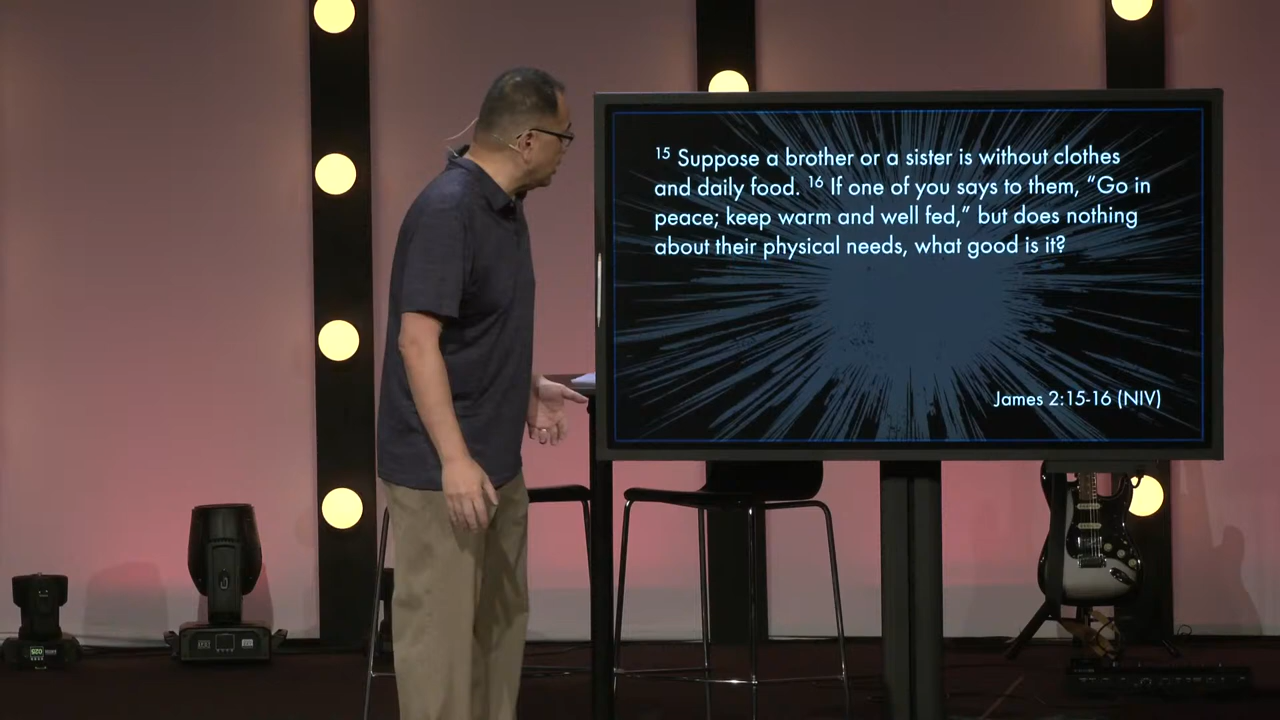 15 Suppose a brother or a sister is without clothes
and daily food. 16 If one of you says to them, “Go in
peace; keep warm and well fed,” but does nothing
about their physical needs, what good is it?
James 2:15-16 (NIV)